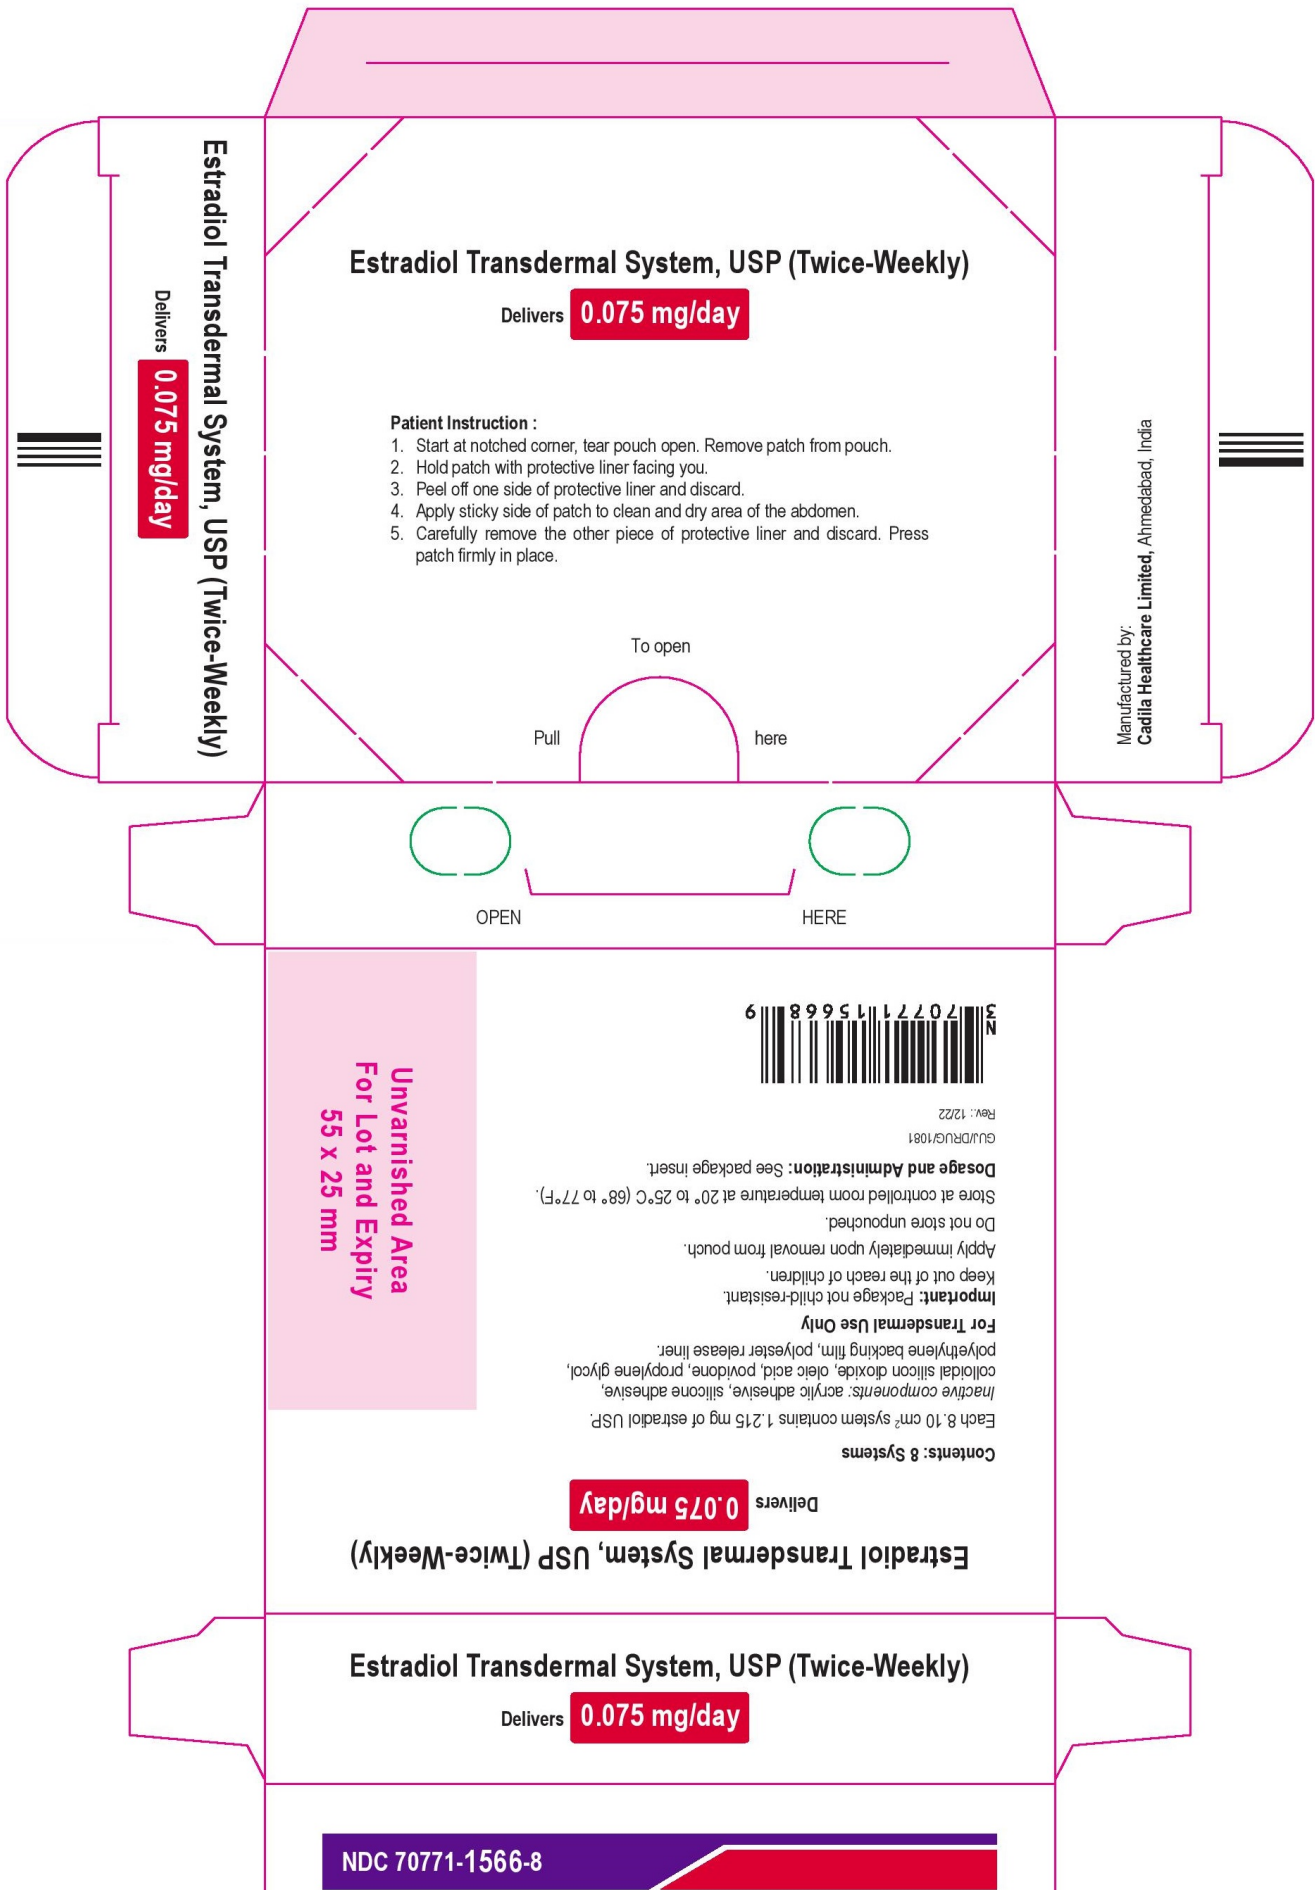 Estradiol Transdermal System, USP (Twice-Weekly)
Delivers 0.075 mg/day
Estradiol Transdermal System, USP (Twice-Weekly)
Delivers 0.075 mg/day
Patient Instruction :
1. Start at notched corner, tear pouch open. Remove patch from pouch.
2. Hold patch with protective liner facing you.
3. Peel off one side of protective liner and discard.
4. Apply sticky side of patch to clean and dry area of the abdomen.
5. Carefully remove the other piece of protective liner and discard. Press
patch firmly in place.
To open
Pull here
Manufactured by:
Cadila Healthcare Limited, Ahmedabad, India
OPEN HERE
Estradiol Transdermal System, USP (Twice-Weekly)
Delivers 0.075 mg/day
Contents: 8 Systems
Each 8.10 cm² system contains 1.215 mg of estradiol USP.
Inactive components: acrylic adhesive, silicone adhesive,
colloidal silicon dioxide, oleic acid, povidone, propylene glycol,
polyethylene backing film, polyester release liner.
For Transdermal Use Only
Important: Package not child-resistant.
Keep out of the reach of children.
Apply immediately upon removal from pouch.
Do not store unpouched.
Store at controlled room temperature at 20° to 25°C (68° to 77°F).
Dosage and Administration: See package insert.
GUJ/DRUG/1081
Rev.: 12/22
N
3 70771 15668 9
Unvarnished Area
For Lot and Expiry
55 x 25 mm
Estradiol Transdermal System, USP (Twice-Weekly)
Delivers 0.075 mg/day
NDC 70771-1566-8